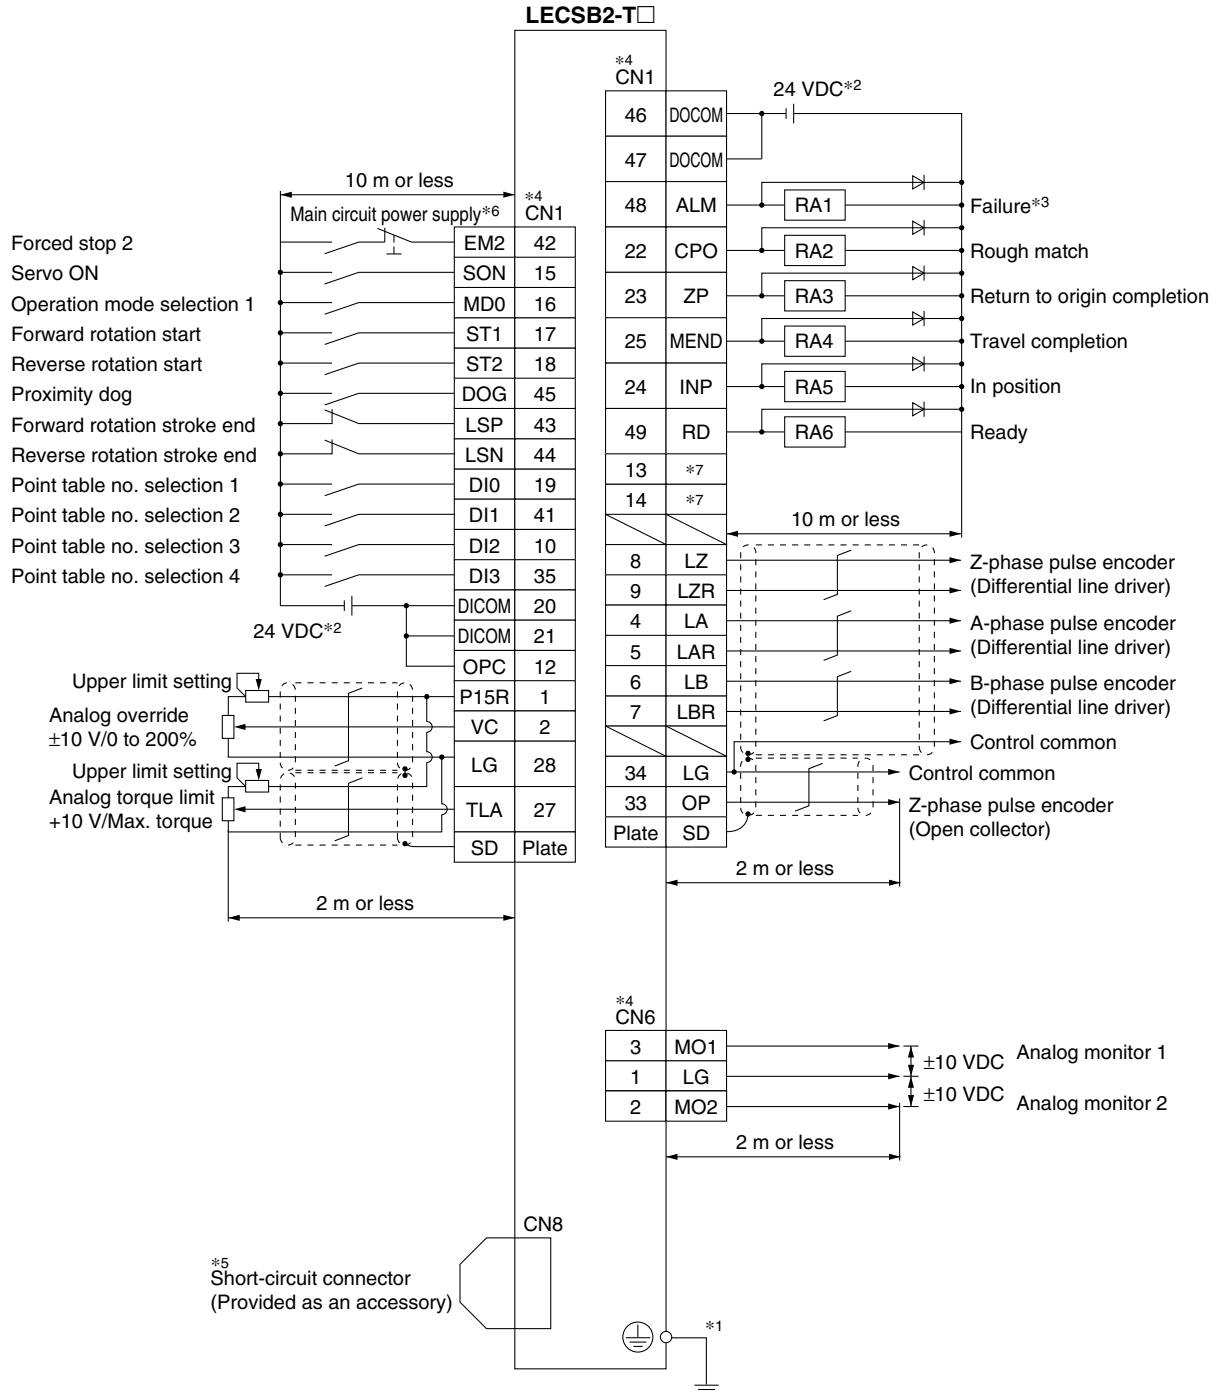 LECSB2-T□
*4
CN1
24 VDC*2
46 DOCOM
47 DOCOM
48 ALM RA1 Failure*3
22 CPO RA2 Rough match
23 ZP RA3 Return to origin completion
25 MEND RA4 Travel completion
24 INP RA5 In position
49 RD RA6 Ready
13 *7
14 *7
10 m or less
8 LZ Z-phase pulse encoder
9 LZR (Differential line driver)
4 LA A-phase pulse encoder
5 LAR (Differential line driver)
6 LB B-phase pulse encoder
7 LBR (Differential line driver)
Control common
34 LG Control common
33 OP Z-phase pulse encoder
(Open collector)
Plate SD
2 m or less
10 m or less
*4
CN1
Main circuit power supply*6
Forced stop 2 EM2 42
Servo ON SON 15
Operation mode selection 1 MD0 16
Forward rotation start ST1 17
Reverse rotation start ST2 18
Proximity dog DOG 45
Forward rotation stroke end LSP 43
Reverse rotation stroke end LSN 44
Point table no. selection 1 DI0 19
Point table no. selection 2 DI1 41
Point table no. selection 3 DI2 10
Point table no. selection 4 DI3 35
DICOM 20
24 VDC*2
DICOM 21
OPC 12
Upper limit setting P15R 1
Analog override
±10 V/0 to 200%
VC 2
LG 28
Upper limit setting
Analog torque limit
+10 V/Max. torque
TLA 27
SD Plate
2 m or less
*4
CN6
3 MO1 Analog monitor 1
±10 VDC
1 LG
±10 VDC
2 MO2 Analog monitor 2
2 m or less
CN8
*5
Short-circuit connector
(Provided as an accessory)
*1